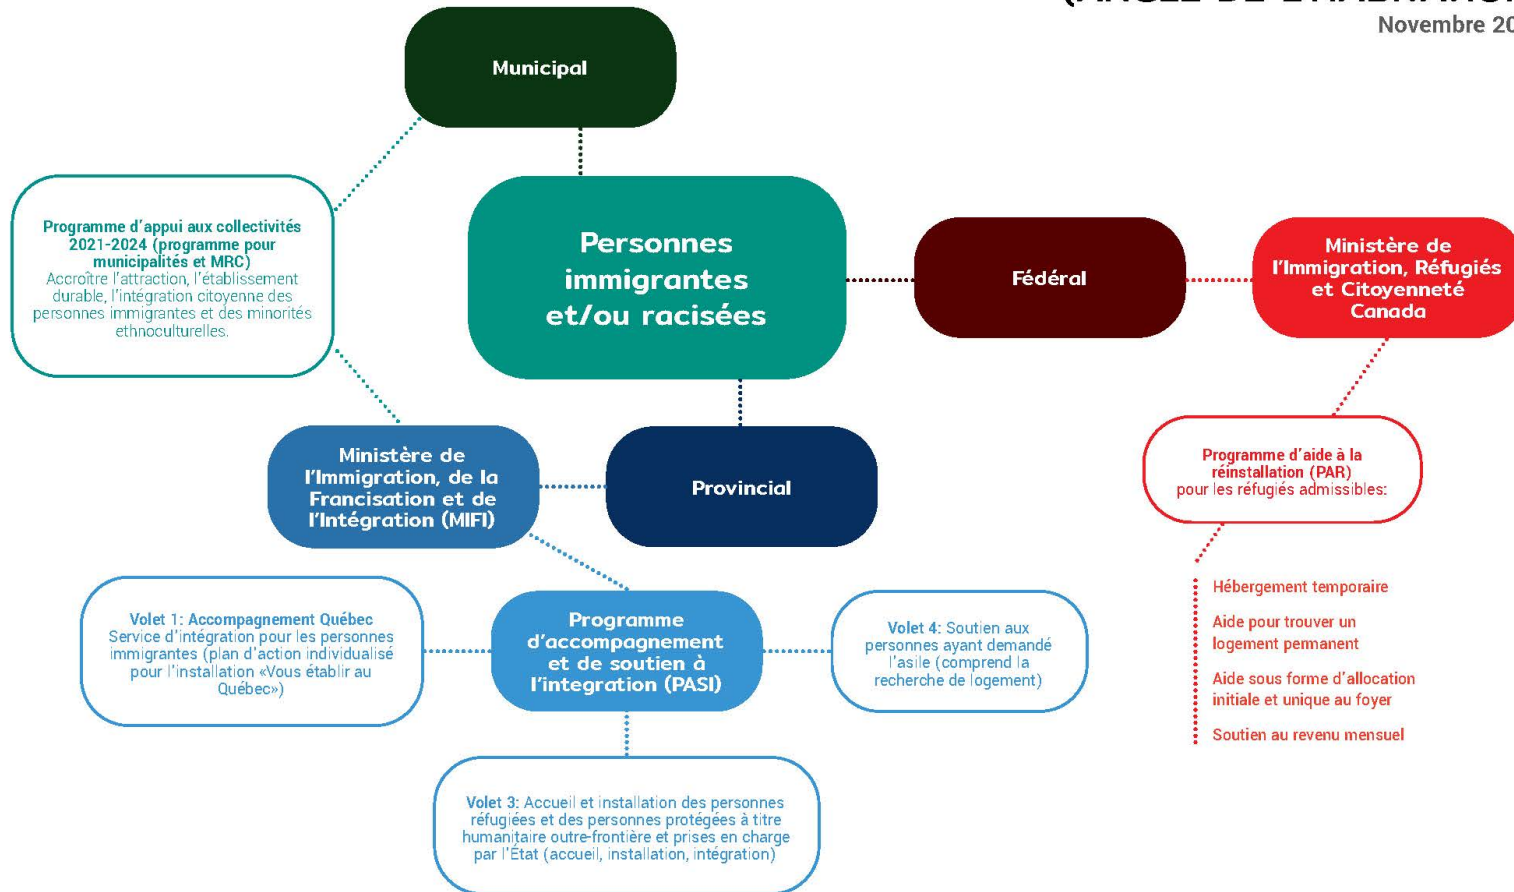 Novembre 20
Municipal
Programme d'appui aux collectivités
2021-2024 (programme pour
municipalités et MRC)
Accroître l'attraction, l'établissement
durable, l'intégration citoyenne des
personnes immigrantes et des minorités
ethnoculturelles.
Personnes
immigrantes
et/ou racisées
Fédéral
Ministère de
l'Immigration, Réfugiés
et Citoyenneté
Canada
Programme d'aide à la
réinstallation (PAR)
pour les réfugiés admissibles:
Hébergement temporaire
Aide pour trouver un
logement permanent
Aide sous forme d'allocation
initiale et unique au foyer
Soutien au revenu mensuel
Ministère de
l'Immigration, de la
Francisation et de
l'Intégration (MIFI)
Provincial
Volet 1: Accompagnement Québec
Service d'intégration pour les personnes
immigrantes (plan d'action individualisé
pour l'installation «Vous établir au
Québec»)
Programme
d'accompagnement
et de soutien à
l'integration (PASI)
Volet 4: Soutien aux
personnes ayant demandé
l'asile (comprend la
recherche de logement)
Volet 3: Accueil et installation des personnes
réfugiées et des personnes protégées à titre
humanitaire outre-frontière et prises en charge
par l'État (accueil, installation, intégration)